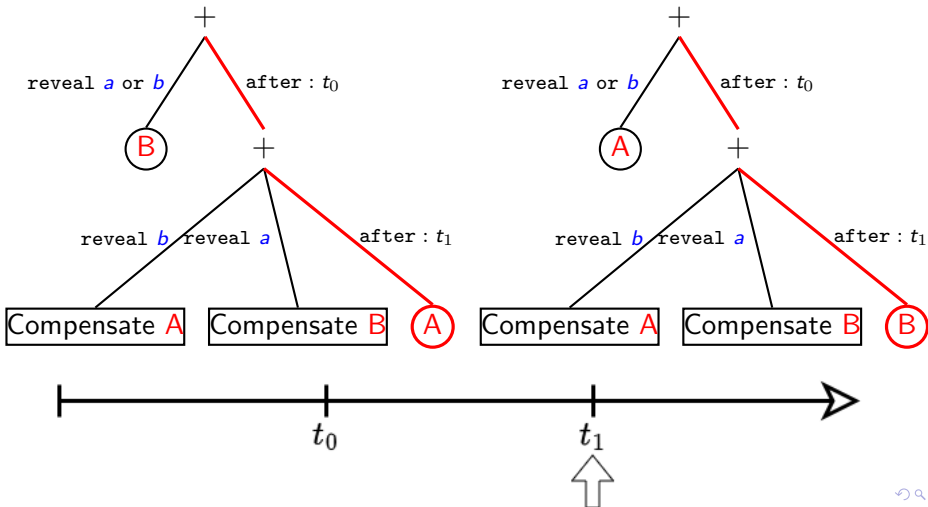 + +
reveal a or b after : t0 reveal a or b after : t0
B A
+ +
reveal b reveal a after : t1 reveal b reveal a after : t1
Compensate A Compensate B A Compensate A Compensate B B
t0 t1